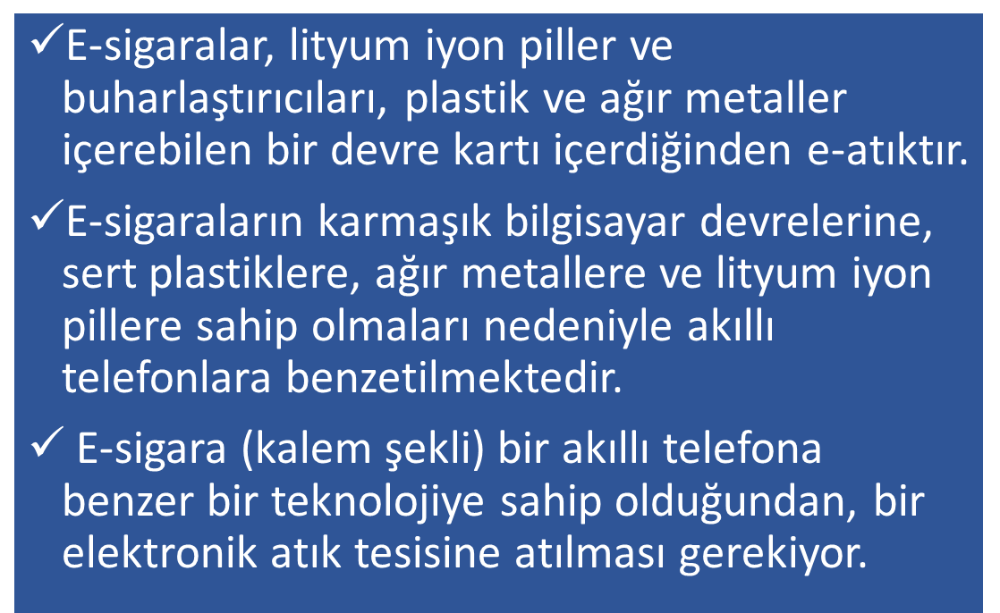 ✓E-sigaralar, lityum iyon piller ve
buharlaştırıcıları, plastik ve ağır metaller
içerebilen bir devre kartı içerdiğinden e-atıktır.
✓E-sigaraların karmaşık bilgisayar devrelerine,
sert plastiklere, ağır metallere ve lityum iyon
pillere sahip olmaları nedeniyle akıllı
telefonlara benzetilmektedir.
✓ E-sigara (kalem şekli) bir akıllı telefona
benzer bir teknolojiye sahip olduğundan, bir
elektronik atık tesisine atılması gerekiyor.